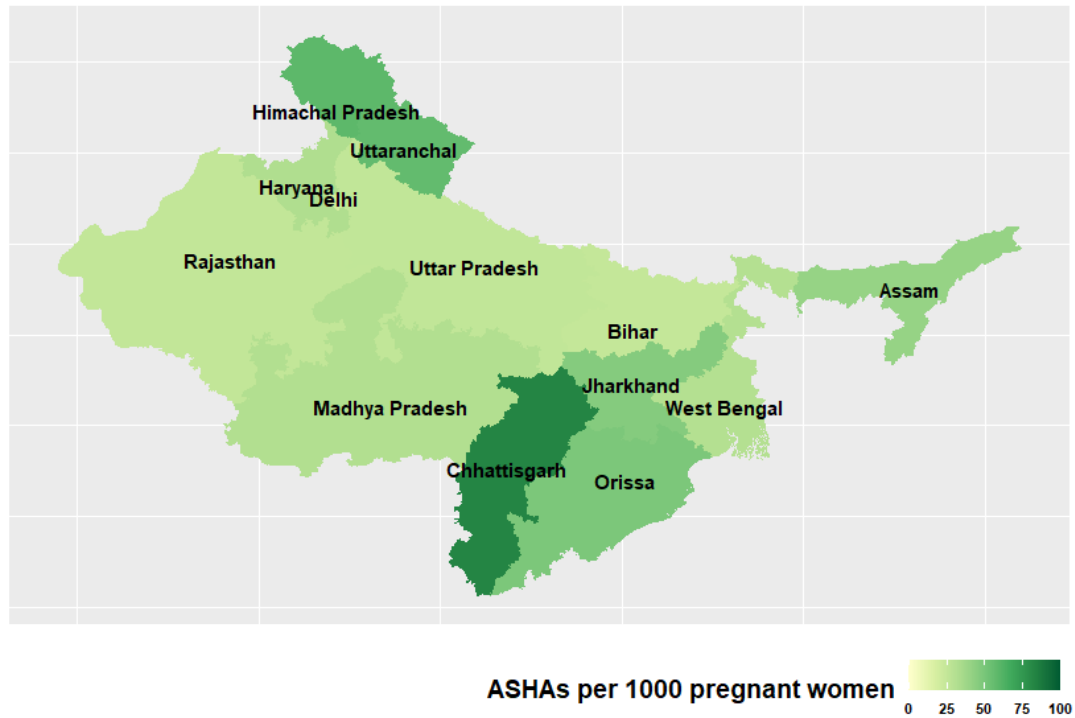 Himachal Pradesh
Uttaranchal
Haryana
Delhi
Rajasthan
Uttar Pradesh
Assam
Bihar
Jharkhand
Madhya Pradesh
West Bengal
Chhattisgarh
Orissa
ASHAs per 1000 pregnant women
0 25 50 75 100